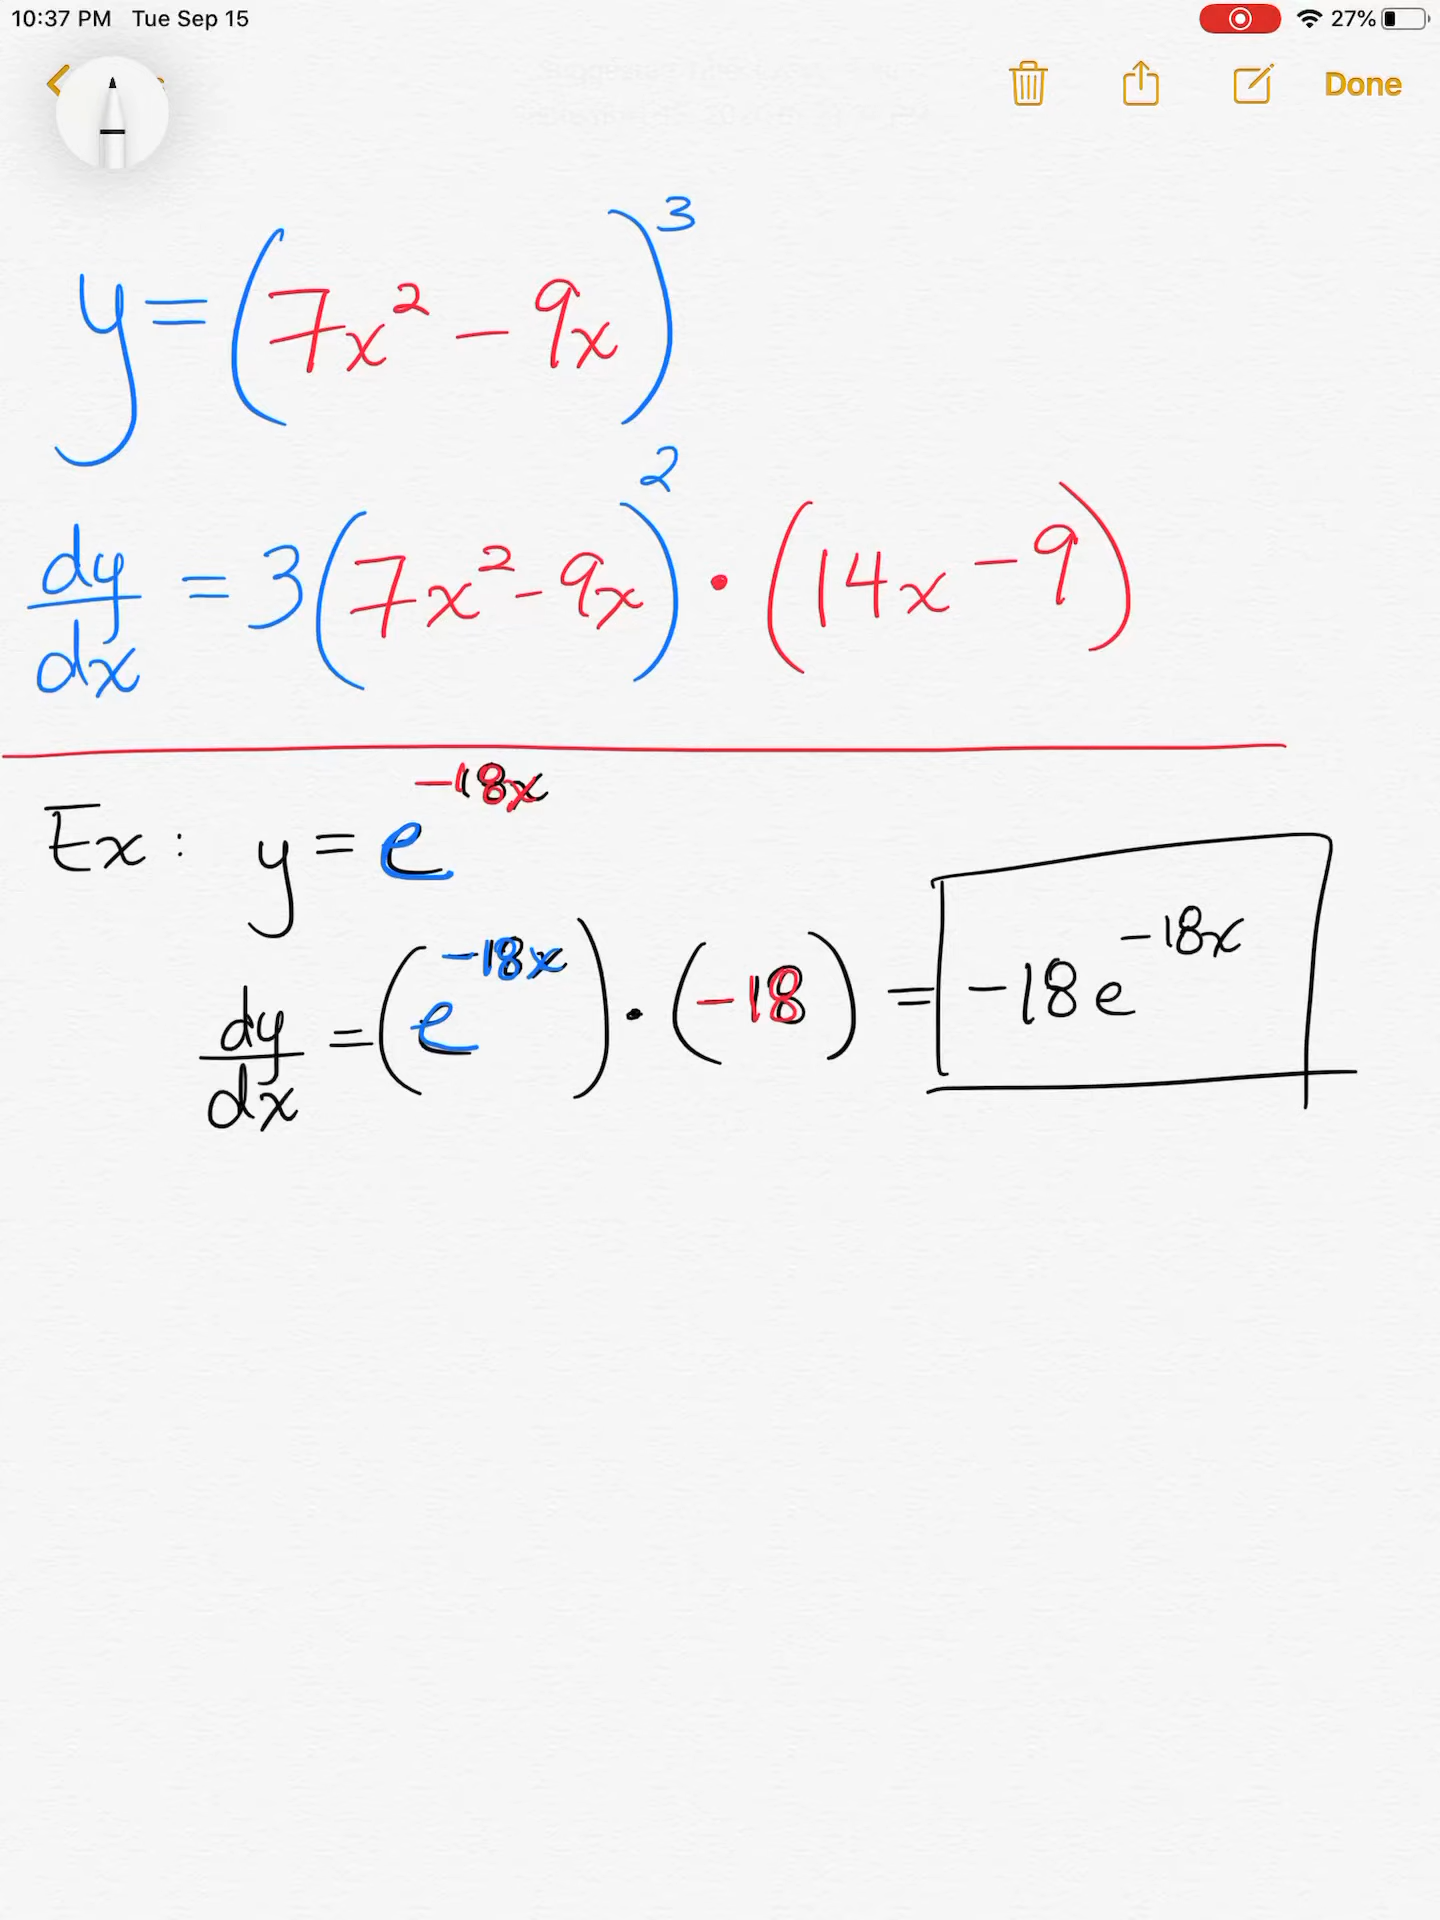 10:37 PM Tue Sep 15 27%
Done
y = (7x² - 9x)³
dy/dx = 3(7x² - 9x)² • (14x - 9)
Ex: y = e^(-18x)
dy/dx = (e^(-18x)) • (-18) = -18e^(-18x)